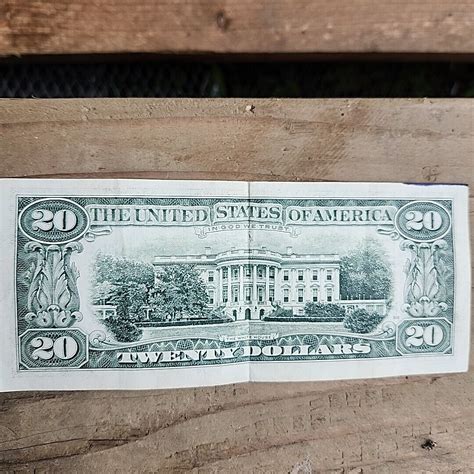 20 THE UNITED STATES OF AMERICA 20
IN GOD WE TRUST
20 TWENTY DOLLARS 20